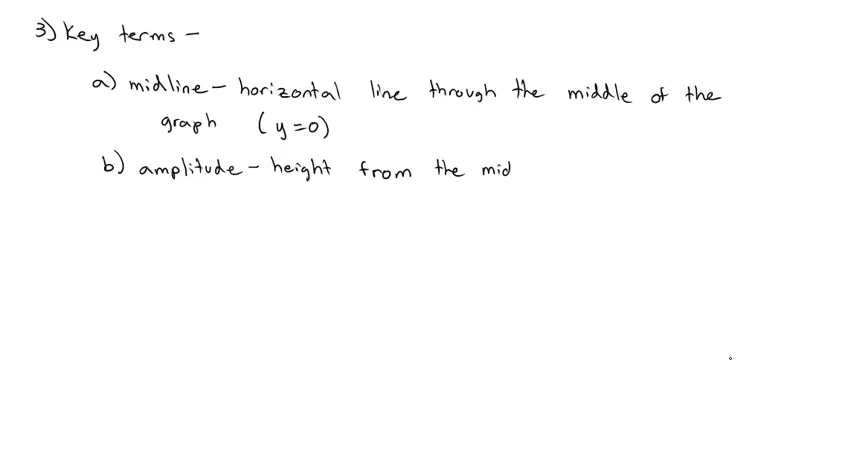 3) Key terms –
a) midline – horizontal line through the middle of the
graph (y=0)
b) amplitude – height from the mid